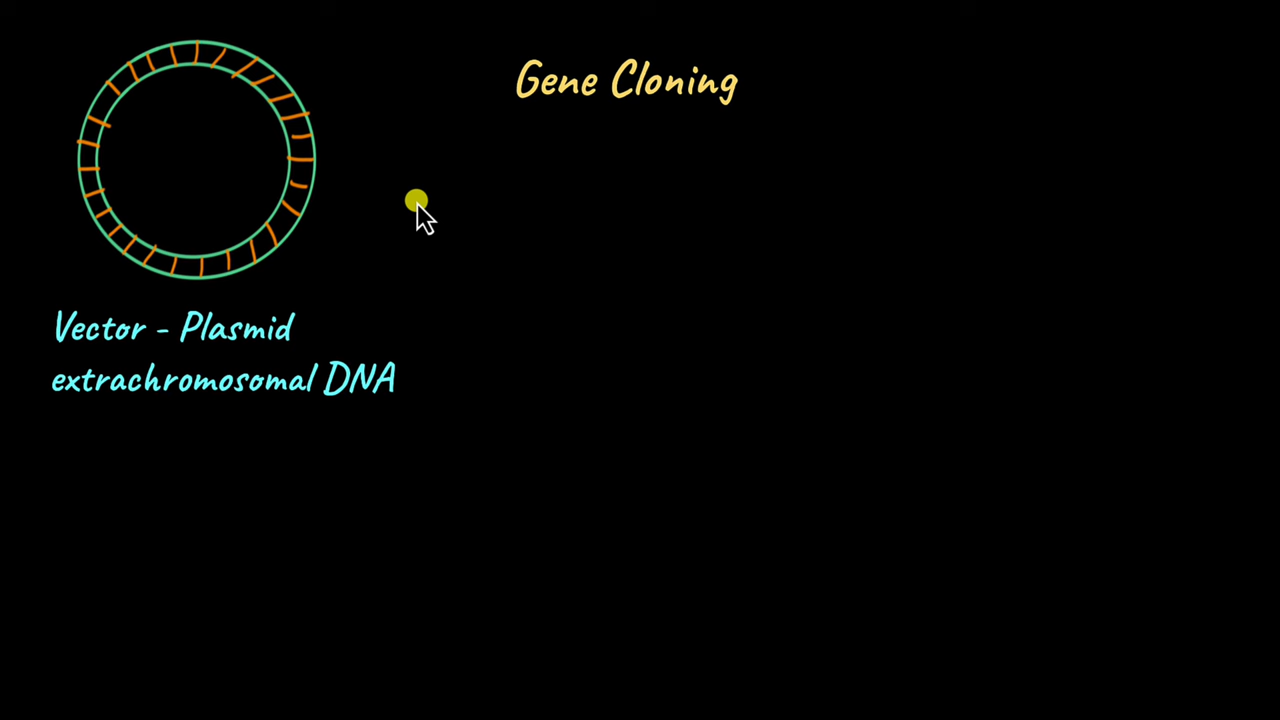 Gene Cloning
Vector - Plasmid
extrachromosomal DNA